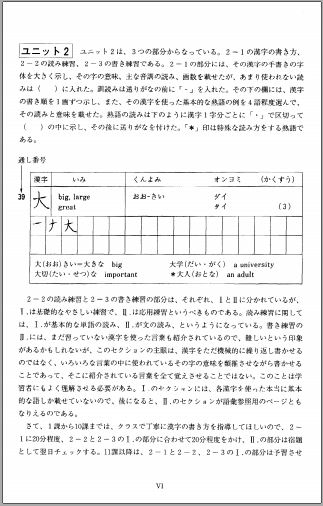 ユニット2 ユニット2は、3つの部分からなっている。2-1の漢字の書き方、
2-2の読み練習、2-3の書き練習である。2-1の部分には、その漢字の手書きの字
体を大きく示し、その字の意味、主な音訓の読み、画数を載せたが、あまり使われない読
みは( )に入れた。訓読みは送りがなの前に「-」を入れた。その下の欄には、漢字
の書き順を1画ずつ示し、また、その漢字を使った基本的な熟語の例を4語程度選んで、
その読みと意味を載せた。熟語の読みは下のように漢字1字分ごとに「・」で区切って
( )の中に示し、その後に送りがなを付けた。「*」印は特殊な読み方をする熟語で
ある。
通し番号
漢字 いみ くんよみ オンヨミ (かくすう)
39 大 big, large おお-きい ダイ
great タイ (3)
一 ナ 大
大(おお)きい=大きな big 大学(だい・がく) a university
大切(たい・せつ)な important *大人(おとな) an adult
2-2の読み練習と2-3の書き練習の部分は、それぞれ、ⅠとⅡに分かれているが、
Ⅰ.は基礎的なやさしい練習で、Ⅱ.は応用練習というべきものである。読み練習に関して
は、Ⅰ.が基本的な単語の読み、Ⅱ.が文の読み、というようになっている。書き練習の
Ⅱ.には、まだ習っていない漢字を使った言葉も紹介されているので、難しいという印象
があるかもしれないが、このセクションの主眼は、漢字をただ機械的に繰り返し書かせる
のではなく、いろいろな言葉の中に使われているその字の意味を類推させながら書かせる
ことであって、そこに紹介されている言葉を全て覚えさせることではない。このことは学
習者にもよく理解させる必要がある。Ⅰ.のセクションには、各漢字を使った本当に基本
的な語しか載せていないので、後になると、Ⅱ.のセクションが語彙参照用のページとも
なりえるのである。
さて、1課から10課までは、クラスで丁寧に漢字の書き方を指導してほしいので、2-
1に20分程度、2-2と2-3のⅠ.の部分に合わせて20分程度をかけ、Ⅱ.の部分は宿題
として翌日チェックする。11課以降は、2-1と2-2、2-3のⅠ.の部分は予習させ
VI